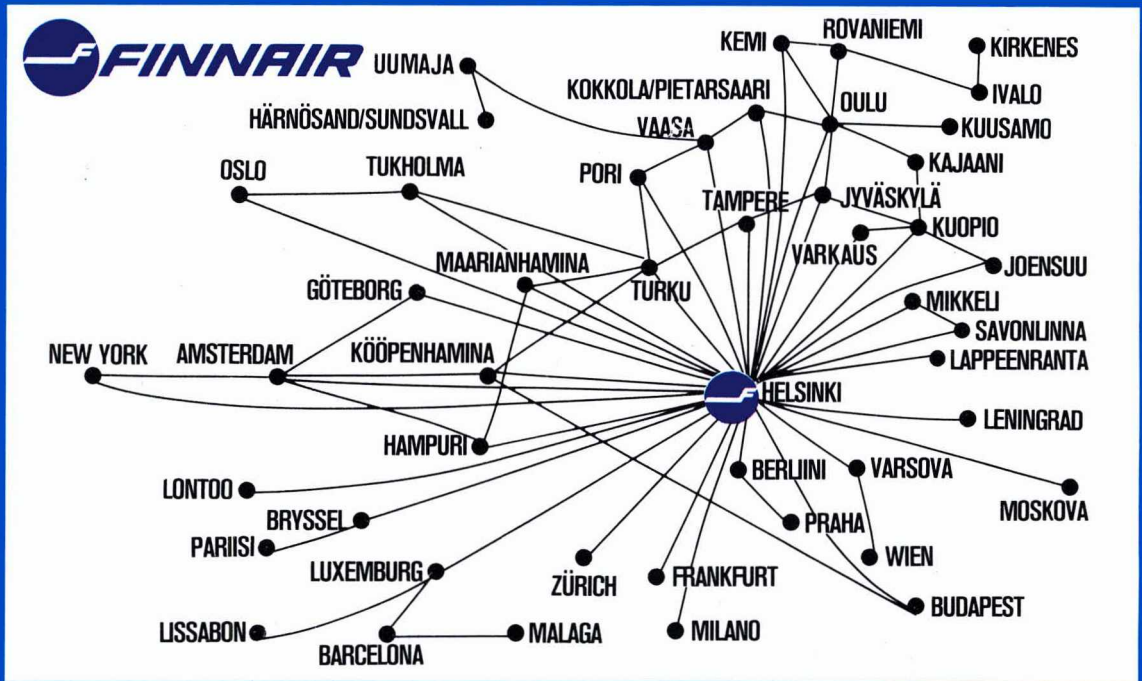 FINNAIR
UUMAJA
HÄRNÖSAND/SUNDSVALL
KEMI
ROVANIEMI
KIRKENES
KOKKOLA/PIETARSAARI
OULU
IVALO
VAASA
KUUSAMO
OSLO
TUKHOLMA
PORI
KAJAANI
TAMPERE
JYVÄSKYLÄ
VARKAUS
KUOPIO
MAARIANHAMINA
TURKU
JOENSUU
GÖTEBORG
MIKKELI
SAVONLINNA
NEW YORK
AMSTERDAM
KÖÖPENHAMINA
LAPPEENRANTA
HELSINKI
HAMPURI
LENINGRAD
LONTOO
BERLIINI
VARSOVA
MOSKOVA
BRYSSEL
PRAHA
PARIISI
WIEN
LUXEMBURG
ZÜRICH
FRANKFURT
BUDAPEST
LISSABON
BARCELONA
MALAGA
MILANO